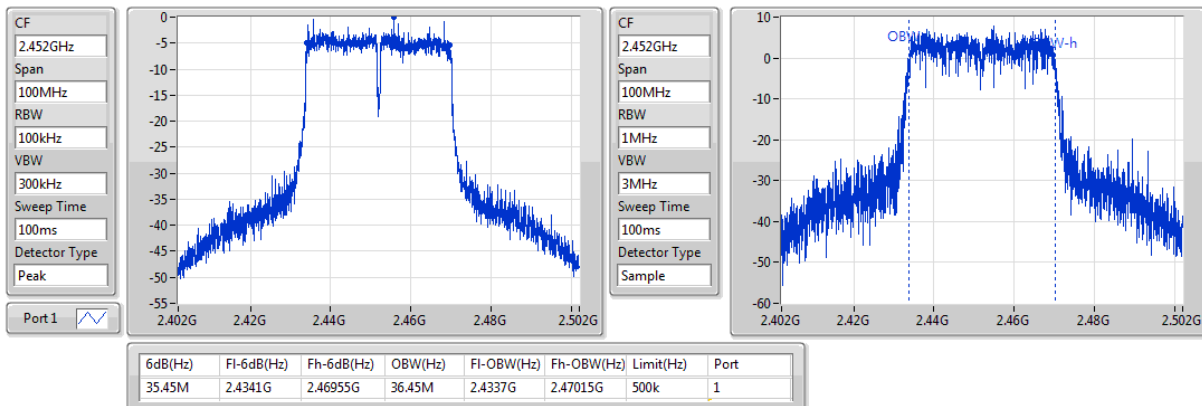 CF
2.452GHz
Span
100MHz
RBW
100kHz
VBW
300kHz
Sweep Time
100ms
Detector Type
Peak
Port 1
0
-5
-10
-15
-20
-25
-30
-35
-40
-45
-50
-55
2.402G 2.42G 2.44G 2.46G 2.48G 2.502G
CF
2.452GHz
Span
100MHz
RBW
1MHz
VBW
3MHz
Sweep Time
100ms
Detector Type
Sample
10
0
-10
-20
-30
-40
-50
-60
OBW
W-h
2.402G 2.42G 2.44G 2.46G 2.48G 2.502G
6dB(Hz) Fl-6dB(Hz) Fh-6dB(Hz) OBW(Hz) Fl-OBW(Hz) Fh-OBW(Hz) Limit(Hz) Port
35.45M 2.4341G 2.46955G 36.45M 2.4337G 2.47015G 500k 1